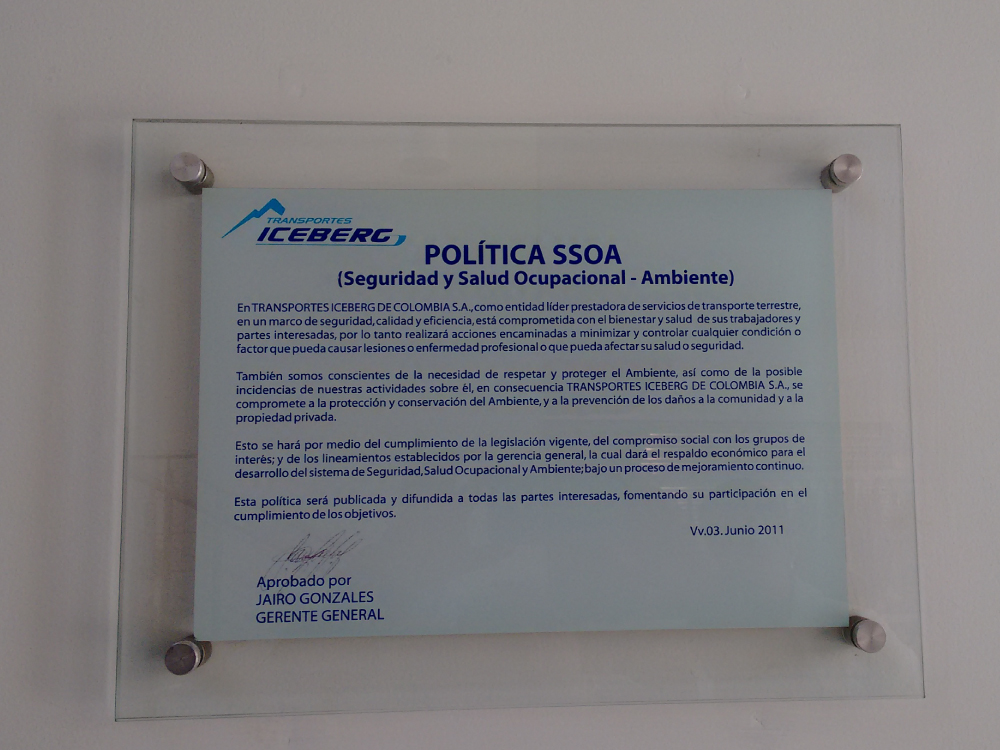 TRANSPORTES
ICEBERG
POLÍTICA SSOA
(Seguridad y Salud Ocupacional - Ambiente)
En TRANSPORTES ICEBERG DE COLOMBIA S.A., como entidad líder prestadora de servicios de transporte terrestre,
en un marco de seguridad, calidad y eficiencia, está comprometida con el bienestar y salud de sus trabajadores y
partes interesadas, por lo tanto realizará acciones encaminadas a minimizar y controlar cualquier condición o
factor que pueda causar lesiones o enfermedad profesional o que pueda afectar su salud o seguridad.
También somos conscientes de la necesidad de respetar y proteger el Ambiente, así como de la posible
incidencias de nuestras actividades sobre él, en consecuencia TRANSPORTES ICEBERG DE COLOMBIA S.A., se
compromete a la protección y conservación del Ambiente, y a la prevención de los daños a la comunidad y a la
propiedad privada.
Esto se hará por medio del cumplimiento de la legislación vigente, del compromiso social con los grupos de
interés; y de los lineamientos establecidos por la gerencia general, la cual dará el respaldo económico para el
desarrollo del sistema de Seguridad, Salud Ocupacional y Ambiente; bajo un proceso de mejoramiento continuo.
Esta política será publicada y difundida a todas las partes interesadas, fomentando su participación en el
cumplimiento de los objetivos.
Vv.03. Junio 2011
Aprobado por
JAIRO GONZALES
GERENTE GENERAL